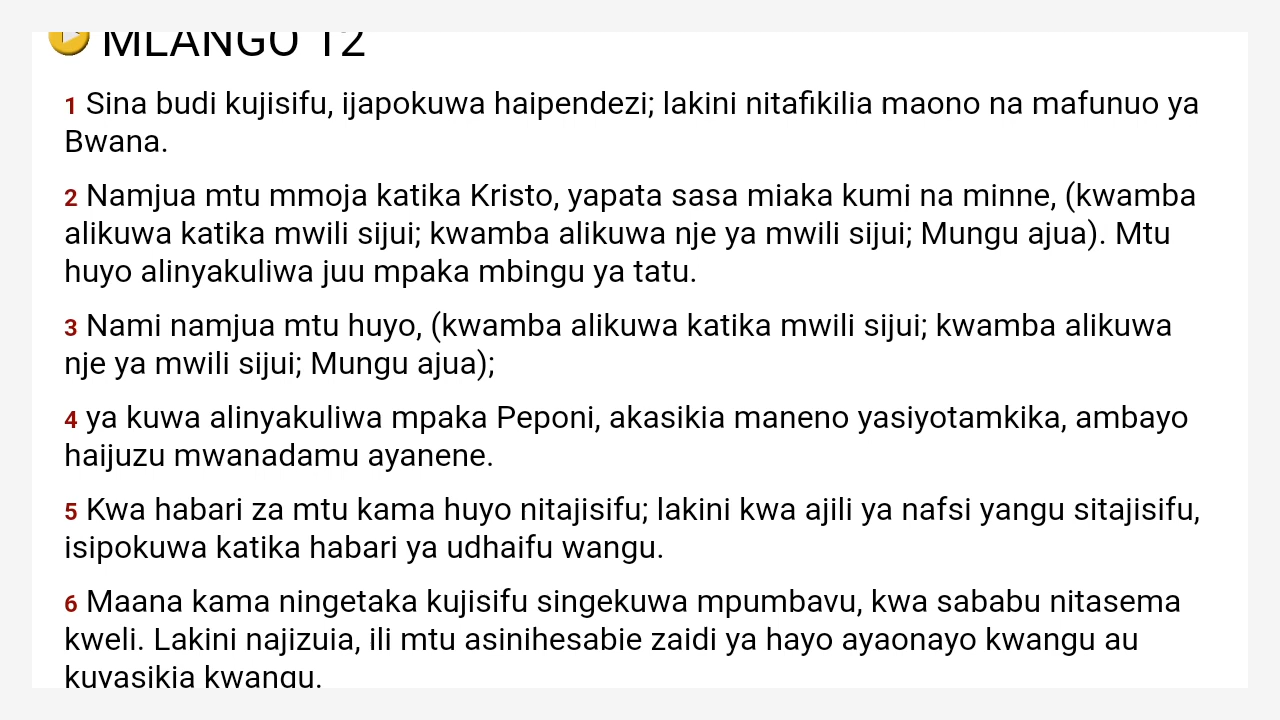 MLANGO 12
1 Sina budi kujisifu, ijapokuwa haipendezi; lakini nitafikilia maono na mafunuo ya
Bwana.
2 Namjua mtu mmoja katika Kristo, yapata sasa miaka kumi na minne, (kwamba
alikuwa katika mwili sijui; kwamba alikuwa nje ya mwili sijui; Mungu ajua). Mtu
huyo alinyakuliwa juu mpaka mbingu ya tatu.
3 Nami namjua mtu huyo, (kwamba alikuwa katika mwili sijui; kwamba alikuwa
nje ya mwili sijui; Mungu ajua);
4 ya kuwa alinyakuliwa mpaka Peponi, akasikia maneno yasiyotamkika, ambayo
haijuzu mwanadamu ayanene.
5 Kwa habari za mtu kama huyo nitajisifu; lakini kwa ajili ya nafsi yangu sitajisifu,
isipokuwa katika habari ya udhaifu wangu.
6 Maana kama ningetaka kujisifu singekuwa mpumbavu, kwa sababu nitasema
kweli. Lakini najizuia, ili mtu asinihesabie zaidi ya hayo ayaonayo kwangu au
kuyasikia kwangu.